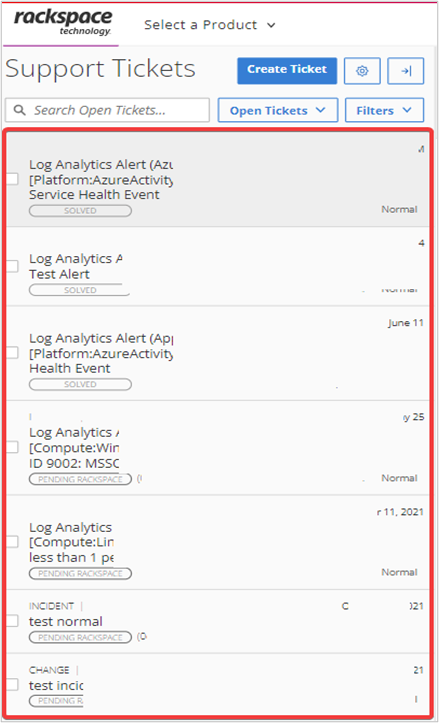 rackspace
technology.
Select a Product
Support Tickets
Create Ticket
Search Open Tickets...
Open Tickets
Filters
Log Analytics Alert (Azu
[Platform:AzureActivity
Service Health Event
SOLVED
Normal
4
Log Analytics A
Test Alert
SOLVED
Normal
June 11
Log Analytics Alert (App
[Platform:AzureActivity
Health Event
SOLVED
y 25
Log Analytics A
[Compute:Win
ID 9002: MSSQ
PENDING RACKSPACE
Normal
r 11, 2021
Log Analytics
[Compute:Lin
less than 1 pe
PENDING RACKSPACE
Normal
INCIDENT
C 021
test normal
PENDING RACKSPACE
CHANGE
21
test incid
PENDING R